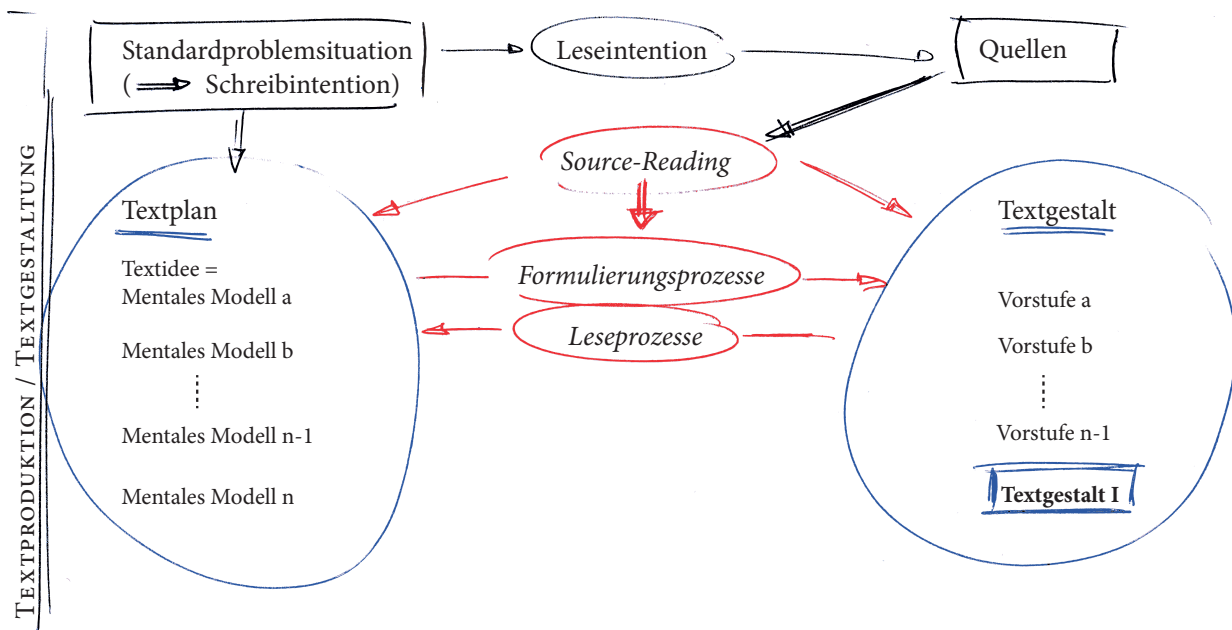 Standardproblemsituation
( Schreibintention)
Leseintention
Quellen
Source-Reading
TEXTPRODUKTION / TEXTGESTALTUNG
Textplan
Textidee =
Mentales Modell a
Mentales Modell b
Mentales Modell n-1
Mentales Modell n
Formulierungsprozesse
Leseprozesse
Textgestalt
Vorstufe a
Vorstufe b
Vorstufe n-1
Textgestalt I